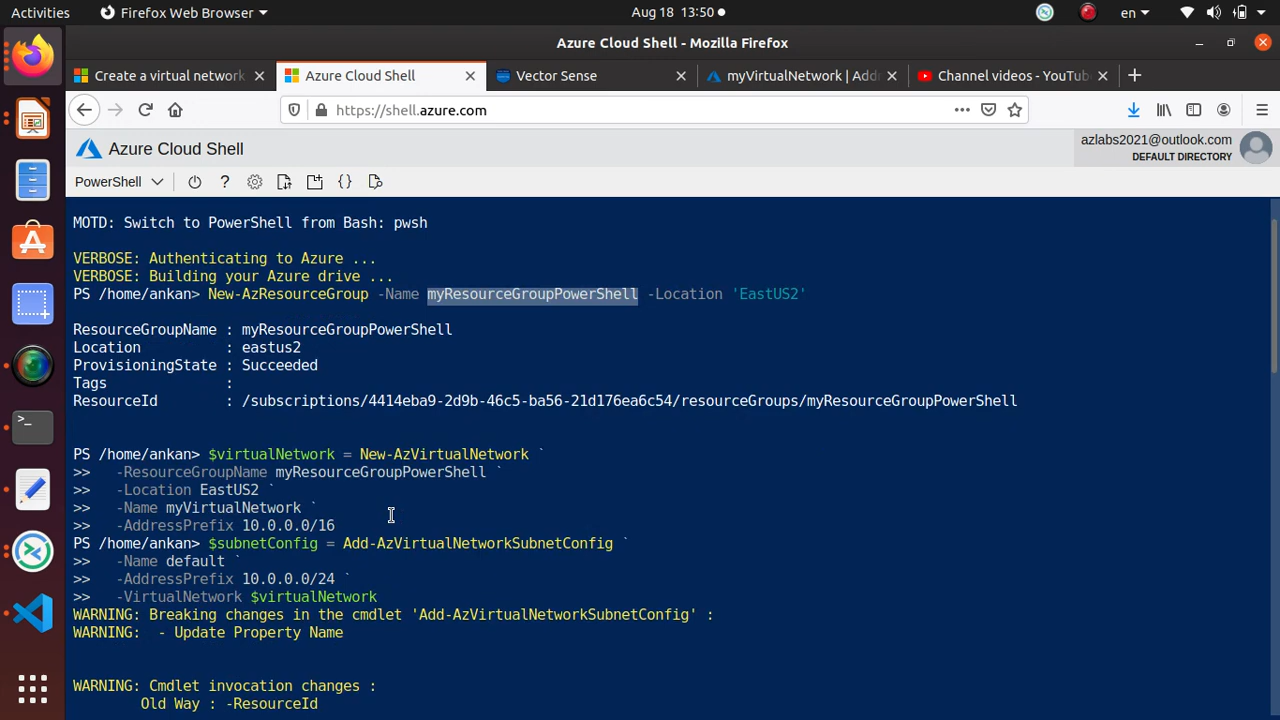 Activities
Firefox Web Browser
Aug 18 13:50
en
Azure Cloud Shell - Mozilla Firefox
Create a virtual network
Azure Cloud Shell
Vector Sense
myVirtualNetwork | Add
Channel videos - YouTub
https://shell.azure.com
Azure Cloud Shell
azlabs2021@outlook.com
DEFAULT DIRECTORY
PowerShell
?
{}
MOTD: Switch to PowerShell from Bash: pwsh
VERBOSE: Authenticating to Azure ...
VERBOSE: Building your Azure drive ...
PS /home/ankan> New-AzResourceGroup -Name myResourceGroupPowerShell -Location 'EastUS2'
ResourceGroupName : myResourceGroupPowerShell
Location : eastus2
ProvisioningState : Succeeded
Tags :
ResourceId : /subscriptions/4414eba9-2d9b-46c5-ba56-21d176ea6c54/resourceGroups/myResourceGroupPowerShell
PS /home/ankan> $virtualNetwork = New-AzVirtualNetwork `
>> -ResourceGroupName myResourceGroupPowerShell `
>> -Location EastUS2 `
>> -Name myVirtualNetwork `
>> -AddressPrefix 10.0.0.0/16
PS /home/ankan> $subnetConfig = Add-AzVirtualNetworkSubnetConfig `
>> -Name default `
>> -AddressPrefix 10.0.0.0/24 `
>> -VirtualNetwork $virtualNetwork
WARNING: Breaking changes in the cmdlet 'Add-AzVirtualNetworkSubnetConfig' :
WARNING: - Update Property Name
WARNING: Cmdlet invocation changes :
Old Way : -ResourceId